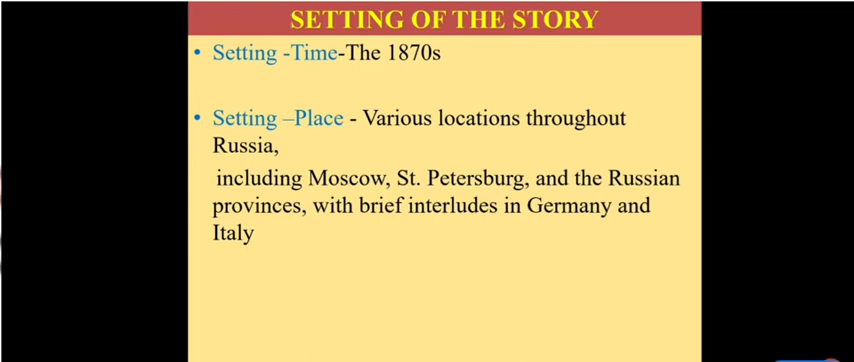 SETTING OF THE STORY
• Setting -Time-The 1870s
• Setting –Place - Various locations throughout
Russia,
including Moscow, St. Petersburg, and the Russian
provinces, with brief interludes in Germany and
Italy